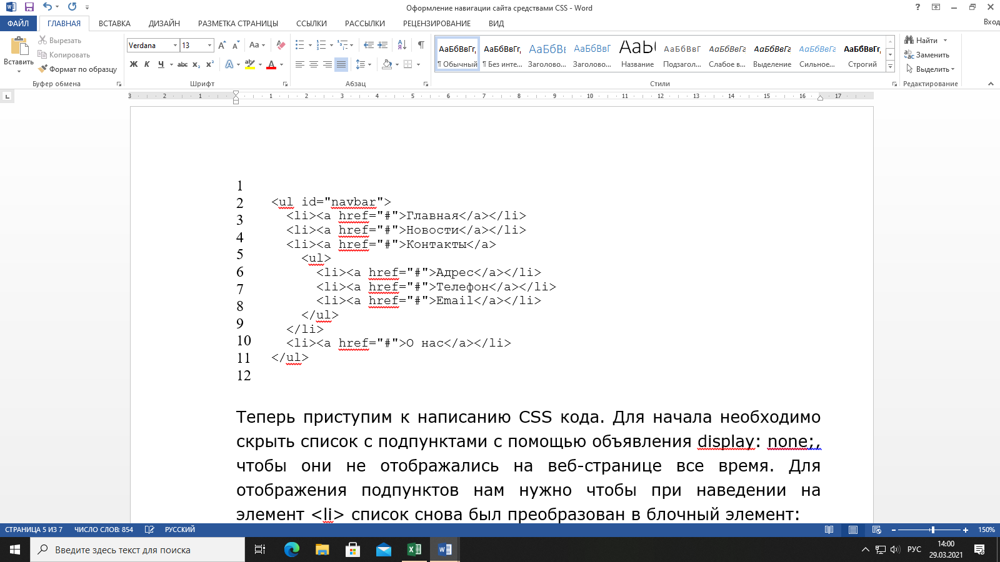 Оформление навигации сайта средствами CSS - Word
ФАЙЛ ГЛАВНАЯ ВСТАВКА ДИЗАЙН РАЗМЕТКА СТРАНИЦЫ ССЫЛКИ РАССЫЛКИ РЕЦЕНЗИРОВАНИЕ ВИД Вход
Вставить
Вырезать
Копировать
Формат по образцу
Буфер обмена
Verdana 13
Ж К Ч abc x₂ x²
Шрифт
Абзац
АаБбВвГг, АаБбВвГг, АаБбВв АаБбВвГ АаЬ АаБбВвГ АаБбВвГг АаБбВвГг АаБбВвГг АаБбВвГг,
¶ Обычный ¶ Без инте... Заголово... Заголово... Название Подзагол... Слабое в... Выделение Сильное... Строгий
Стили
Найти
Заменить
Выделить
Редактирование
3 2 1 1 2 3 4 5 6 7 8 9 10 11 12 13 14 15 16 17
1
2 <ul id="navbar">
3 <li><a href="#">Главная</a></li>
4 <li><a href="#">Новости</a></li>
5 <li><a href="#">Контакты</a>
<ul>
6 <li><a href="#">Адрес</a></li>
7 <li><a href="#">Телефон</a></li>
8 <li><a href="#">Email</a></li>
9 </ul>
</li>
10 <li><a href="#">О нас</a></li>
11 </ul>
12
Теперь приступим к написанию CSS кода. Для начала необходимо
скрыть список с подпунктами с помощью объявления display: none;,
чтобы они не отображались на веб-странице все время. Для
отображения подпунктов нам нужно чтобы при наведении на
элемент <li> список снова был преобразован в блочный элемент:
СТРАНИЦА 5 ИЗ 7 ЧИСЛО СЛОВ: 854 РУССКИЙ 150%
Введите здесь текст для поиска
РУС
14:00
29.03.2021